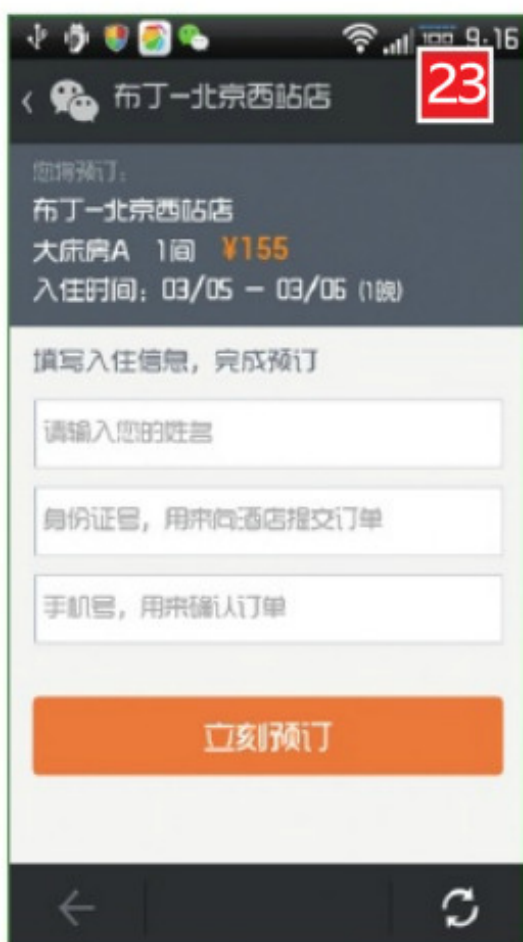 9:16
布丁-北京西站店
23
您将预订:
布丁-北京西站店
大床房A 1间 ¥155
入住时间: 03/05 - 03/06 (1晚)
填写入住信息, 完成预订
请输入您的姓名
身份证号, 用来向酒店提交订单
手机号, 用来确认订单
立刻预订